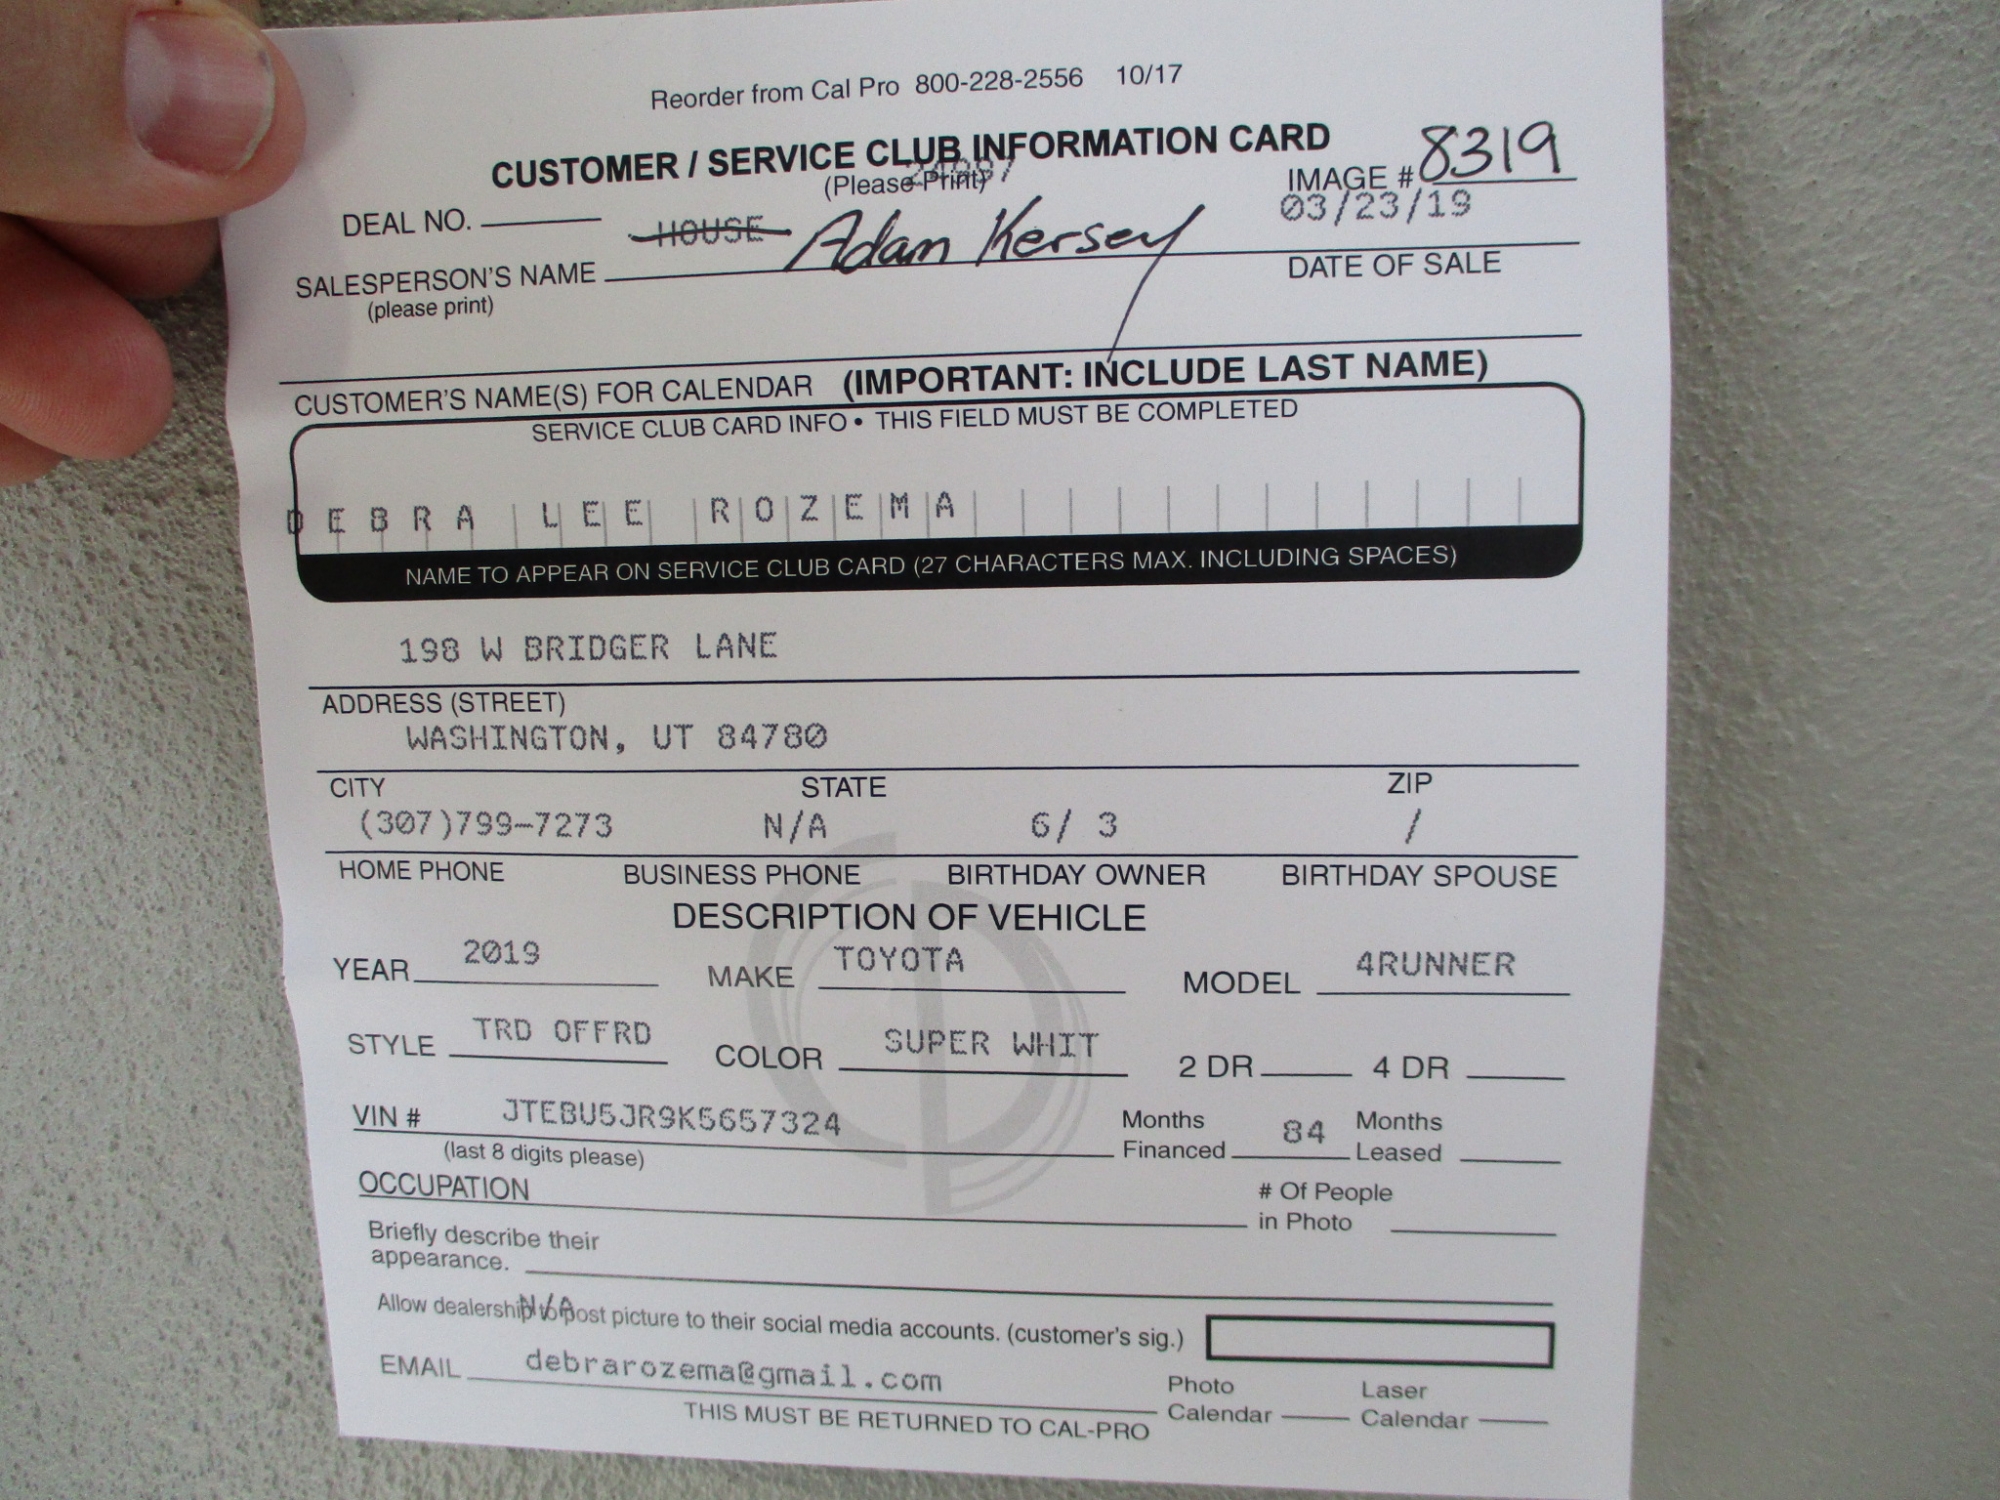 Reorder from Cal Pro 800-228-2556 10/17
CUSTOMER / SERVICE CLUB INFORMATION CARD
(Please Print)
IMAGE # 8319
DEAL NO.
HOUSE Adam Kersey 03/23/19
SALESPERSON'S NAME DATE OF SALE
(please print)
CUSTOMER'S NAME(S) FOR CALENDAR (IMPORTANT: INCLUDE LAST NAME)
SERVICE CLUB CARD INFO • THIS FIELD MUST BE COMPLETED
DEBRA LEE ROZEMA
NAME TO APPEAR ON SERVICE CLUB CARD (27 CHARACTERS MAX. INCLUDING SPACES)
198 W BRIDGER LANE
ADDRESS (STREET)
WASHINGTON, UT 84780
CITY STATE ZIP
(307)799-7273 N/A 6/ 3 /
HOME PHONE BUSINESS PHONE BIRTHDAY OWNER BIRTHDAY SPOUSE
DESCRIPTION OF VEHICLE
YEAR 2019 MAKE TOYOTA MODEL 4RUNNER
STYLE TRD OFFRD COLOR SUPER WHIT 2 DR 4 DR
VIN # JTEBU5JR9K5657324 Months Financed 84 Months Leased
(last 8 digits please)
OCCUPATION # Of People in Photo
Briefly describe their
appearance.
N/A
Allow dealership to post picture to their social media accounts. (customer's sig.)
EMAIL debrarozema@gmail.com Photo Calendar Laser Calendar
THIS MUST BE RETURNED TO CAL-PRO